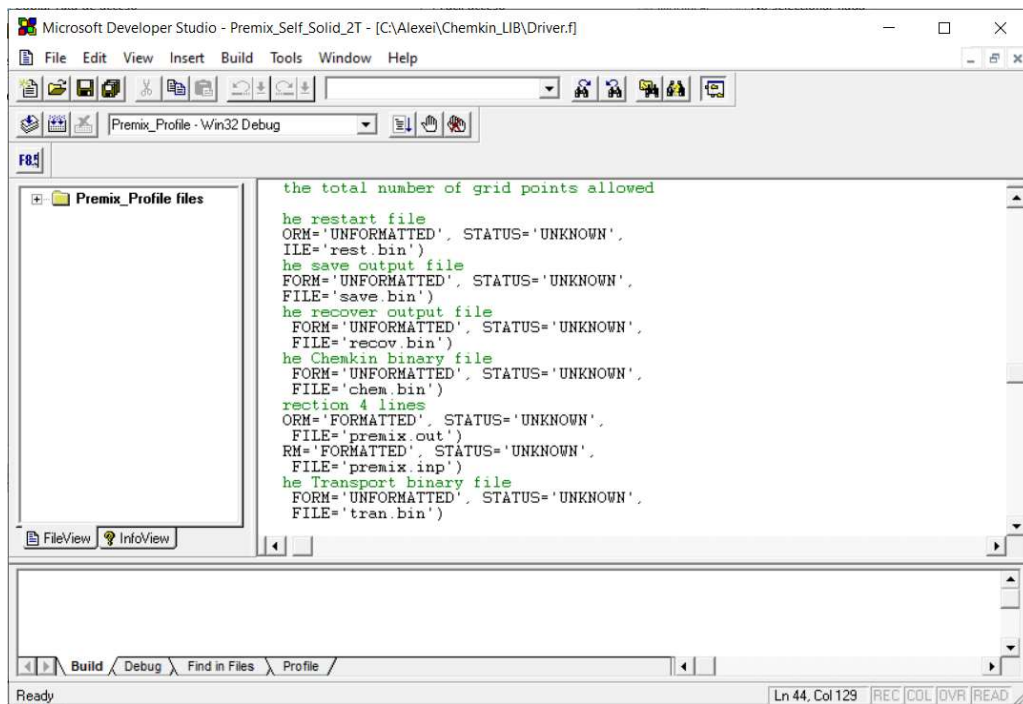 Microsoft Developer Studio - Premix_Self_Solid_2T - [C:\Alexei\Chemkin_LIB\Driver.f]
File Edit View Insert Build Tools Window Help
Premix_Profile - Win32 Debug
F8.
Premix_Profile files
the total number of grid points allowed
he restart file
ORM='UNFORMATTED', STATUS='UNKNOWN',
ILE='rest.bin')
he save output file
FORM='UNFORMATTED', STATUS='UNKNOWN',
FILE='save.bin')
he recover output file
FORM='UNFORMATTED', STATUS='UNKNOWN',
FILE='recov.bin')
he Chemkin binary file
FORM='UNFORMATTED', STATUS='UNKNOWN',
FILE='chem.bin')
rection 4 lines
ORM='FORMATTED', STATUS='UNKNOWN',
FILE='premix.out')
RM='FORMATTED', STATUS='UNKNOWN',
FILE='premix.inp')
he Transport binary file
FORM='UNFORMATTED', STATUS='UNKNOWN',
FILE='tran.bin')
FileView InfoView
Build Debug Find in Files Profile
Ready Ln 44, Col 129 REC COL OVR READ